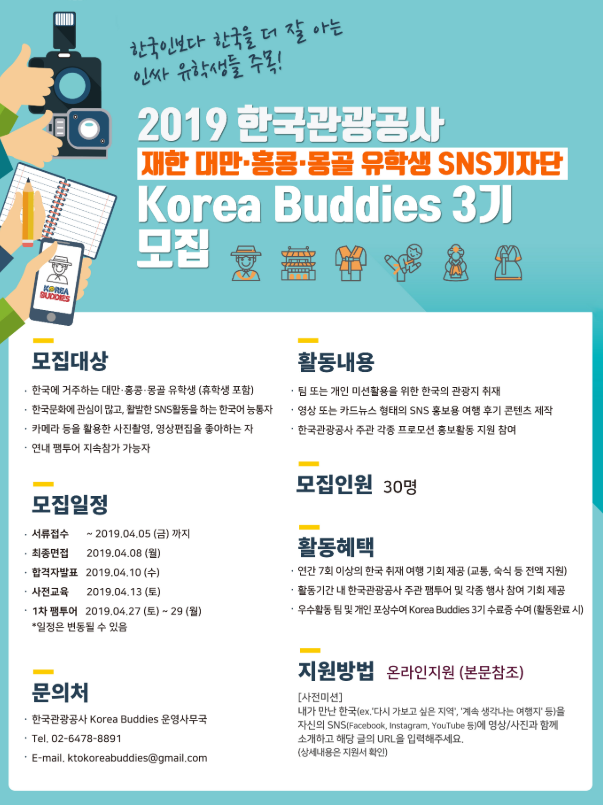 한국인보다 한국을 더 잘 아는
인싸 유학생들 주목!
2019 한국관광공사
재한 대만·홍콩·몽골 유학생 SNS기자단
Korea Buddies 3기
모집
KOREA
BUDDIES
모집대상
· 한국에 거주하는 대만·홍콩·몽골 유학생 (휴학생 포함)
· 한국문화에 관심이 많고, 활발한 SNS활동을 하는 한국어 능통자
· 카메라 등을 활용한 사진촬영, 영상편집을 좋아하는 자
· 연내 팸투어 지속참가 가능자
모집일정
· 서류접수 ~ 2019.04.05 (금) 까지
· 최종면접 2019.04.08 (월)
· 합격자발표 2019.04.10 (수)
· 사전교육 2019.04.13 (토)
· 1차 팸투어 2019.04.27 (토) ~ 29 (월)
*일정은 변동될 수 있음
문의처
· 한국관광공사 Korea Buddies 운영사무국
· Tel. 02-6478-8891
· E-mail. ktokoreabuddies@gmail.com
활동내용
· 팀 또는 개인 미션활용을 위한 한국의 관광지 취재
· 영상 또는 카드뉴스 형태의 SNS 홍보용 여행 후기 콘텐츠 제작
· 한국관광공사 주관 각종 프로모션 홍보활동 지원 참여
모집인원 30명
활동혜택
· 연간 7회 이상의 한국 취재 여행 기회 제공 (교통, 숙식 등 전액 지원)
· 활동기간 내 한국관광공사 주관 팸투어 및 각종 행사 참여 기회 제공
· 우수활동 팀 및 개인 포상수여 Korea Buddies 3기 수료증 수여 (활동완료 시)
지원방법 온라인지원 (본문참조)
[사전미션]
내가 만난 한국(ex.'다시 가보고 싶은 지역', '계속 생각나는 여행지' 등)을
자신의 SNS(Facebook, Instagram, YouTube 등)에 영상/사진과 함께
소개하고 해당 글의 URL을 입력해주세요.
(상세내용은 지원서 확인)